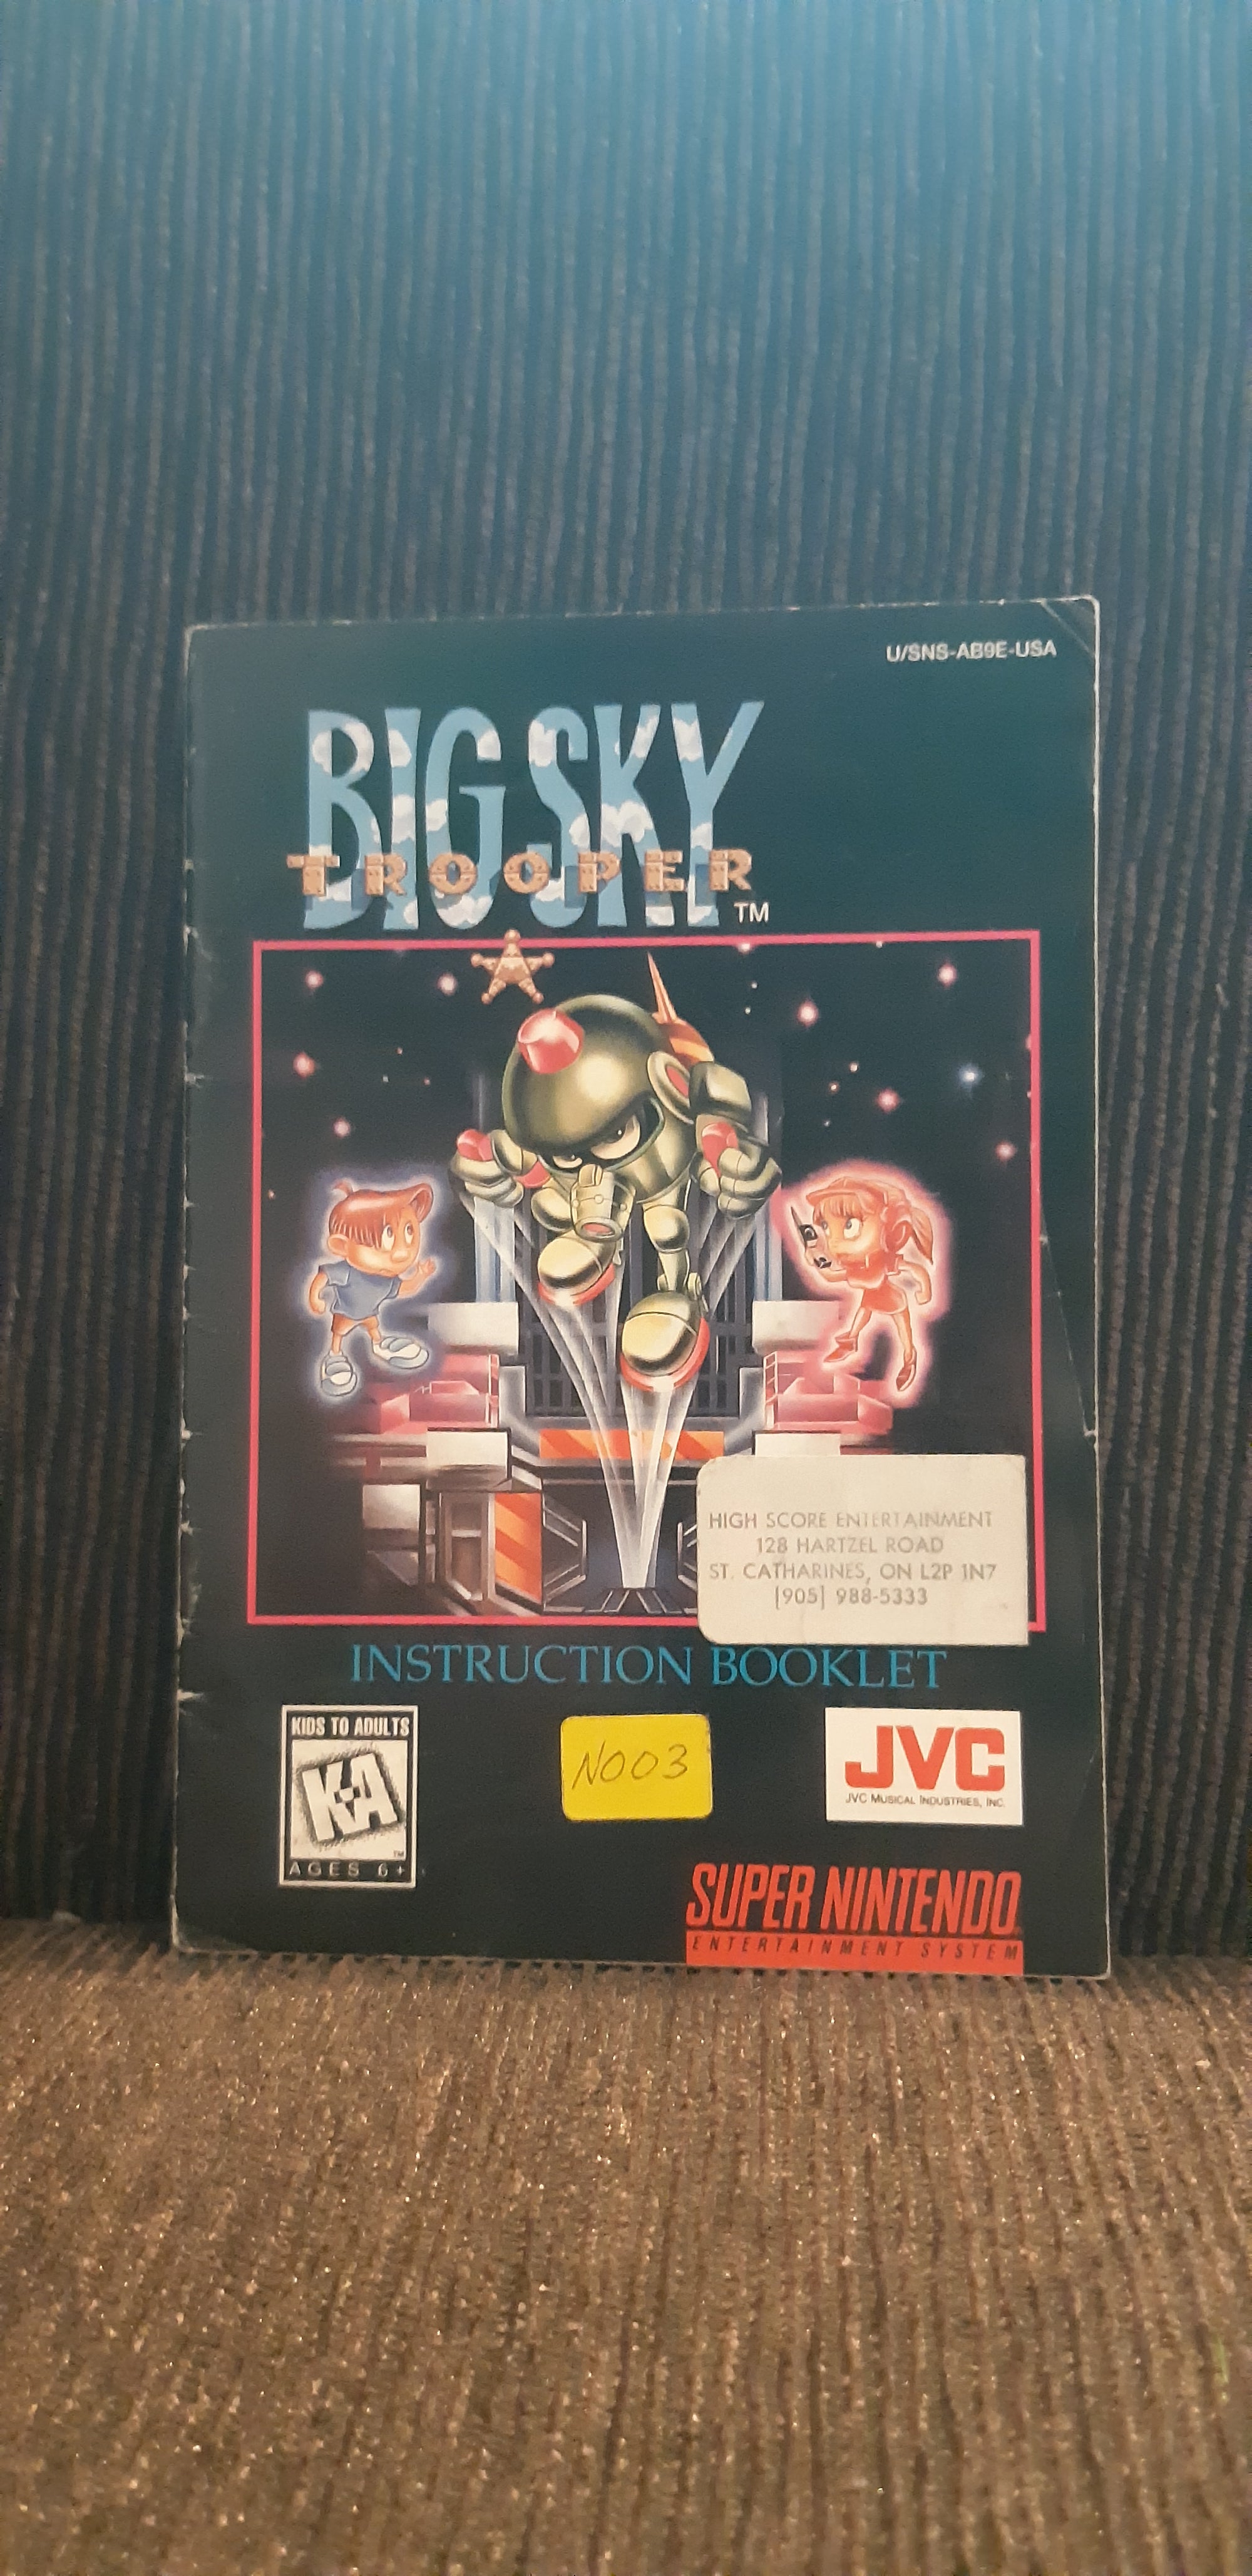 U/SNS-AB9E-USA
BIG SKY
TROOPER
TM
HIGH SCORE ENTERTAINMENT
128 HARTZEL ROAD
ST. CATHARINES, ON L2P 1N7
[905] 988-5333
INSTRUCTION BOOKLET
KIDS TO ADULTS
K-A
TM
AGES 6+
N003
JVC
JVC MUSICAL INDUSTRIES, INC.
SUPER NINTENDO
ENTERTAINMENT SYSTEM